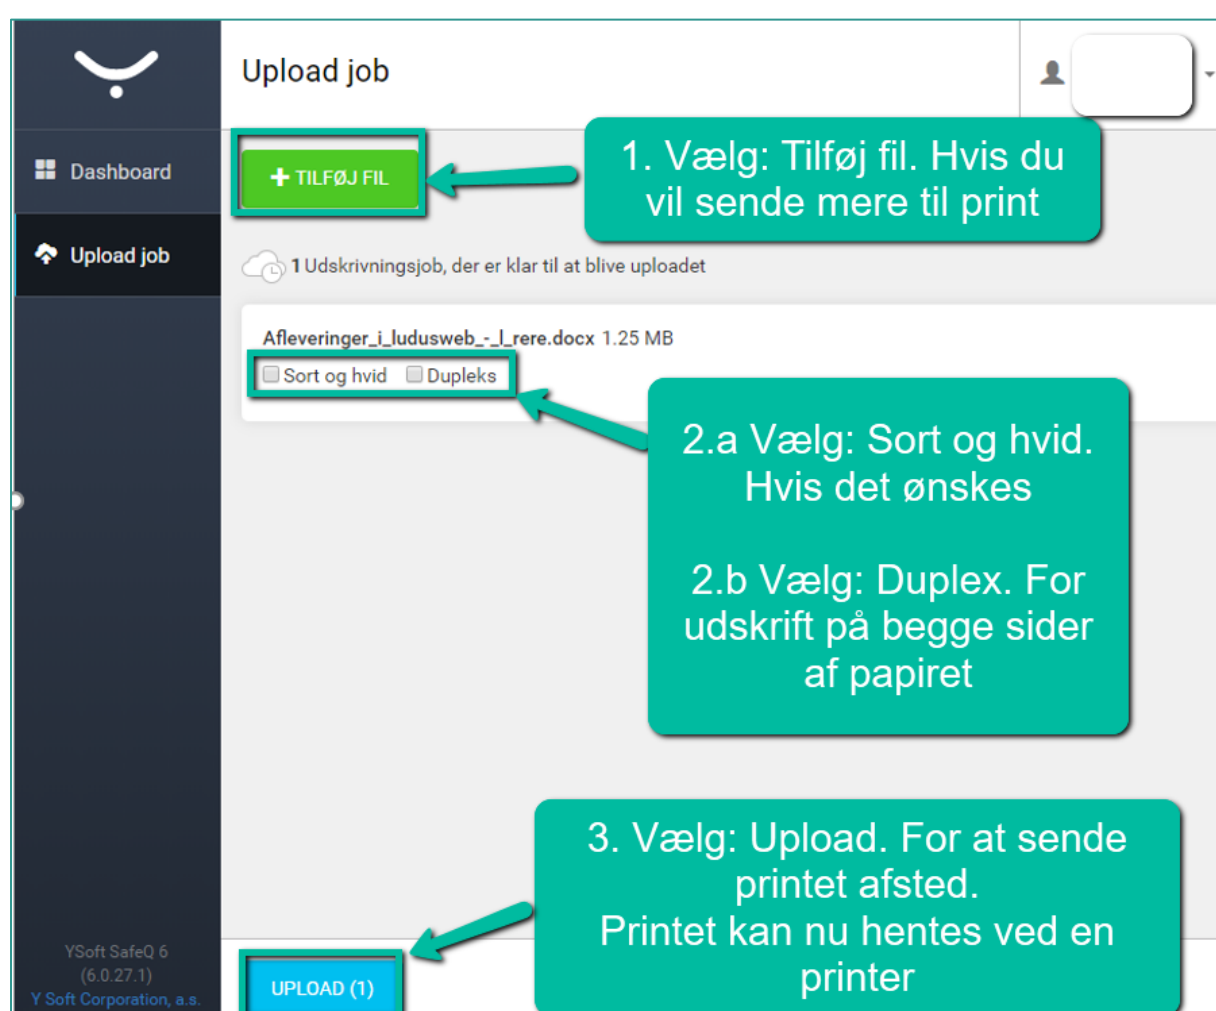 Upload job
Dashboard
Upload job
+ TILFØJ FIL
1. Vælg: Tilføj fil. Hvis du
vil sende mere til print
1 Udskrivningsjob, der er klar til at blive uploadet
Afleveringer_i_ludusweb_-_l_rere.docx 1.25 MB
Sort og hvid Dupleks
2.a Vælg: Sort og hvid.
Hvis det ønskes
2.b Vælg: Duplex. For
udskrift på begge sider
af papiret
3. Vælg: Upload. For at sende
printet afsted.
Printet kan nu hentes ved en
printer
YSoft SafeQ 6
(6.0.27.1)
Y Soft Corporation, a.s.
UPLOAD (1)